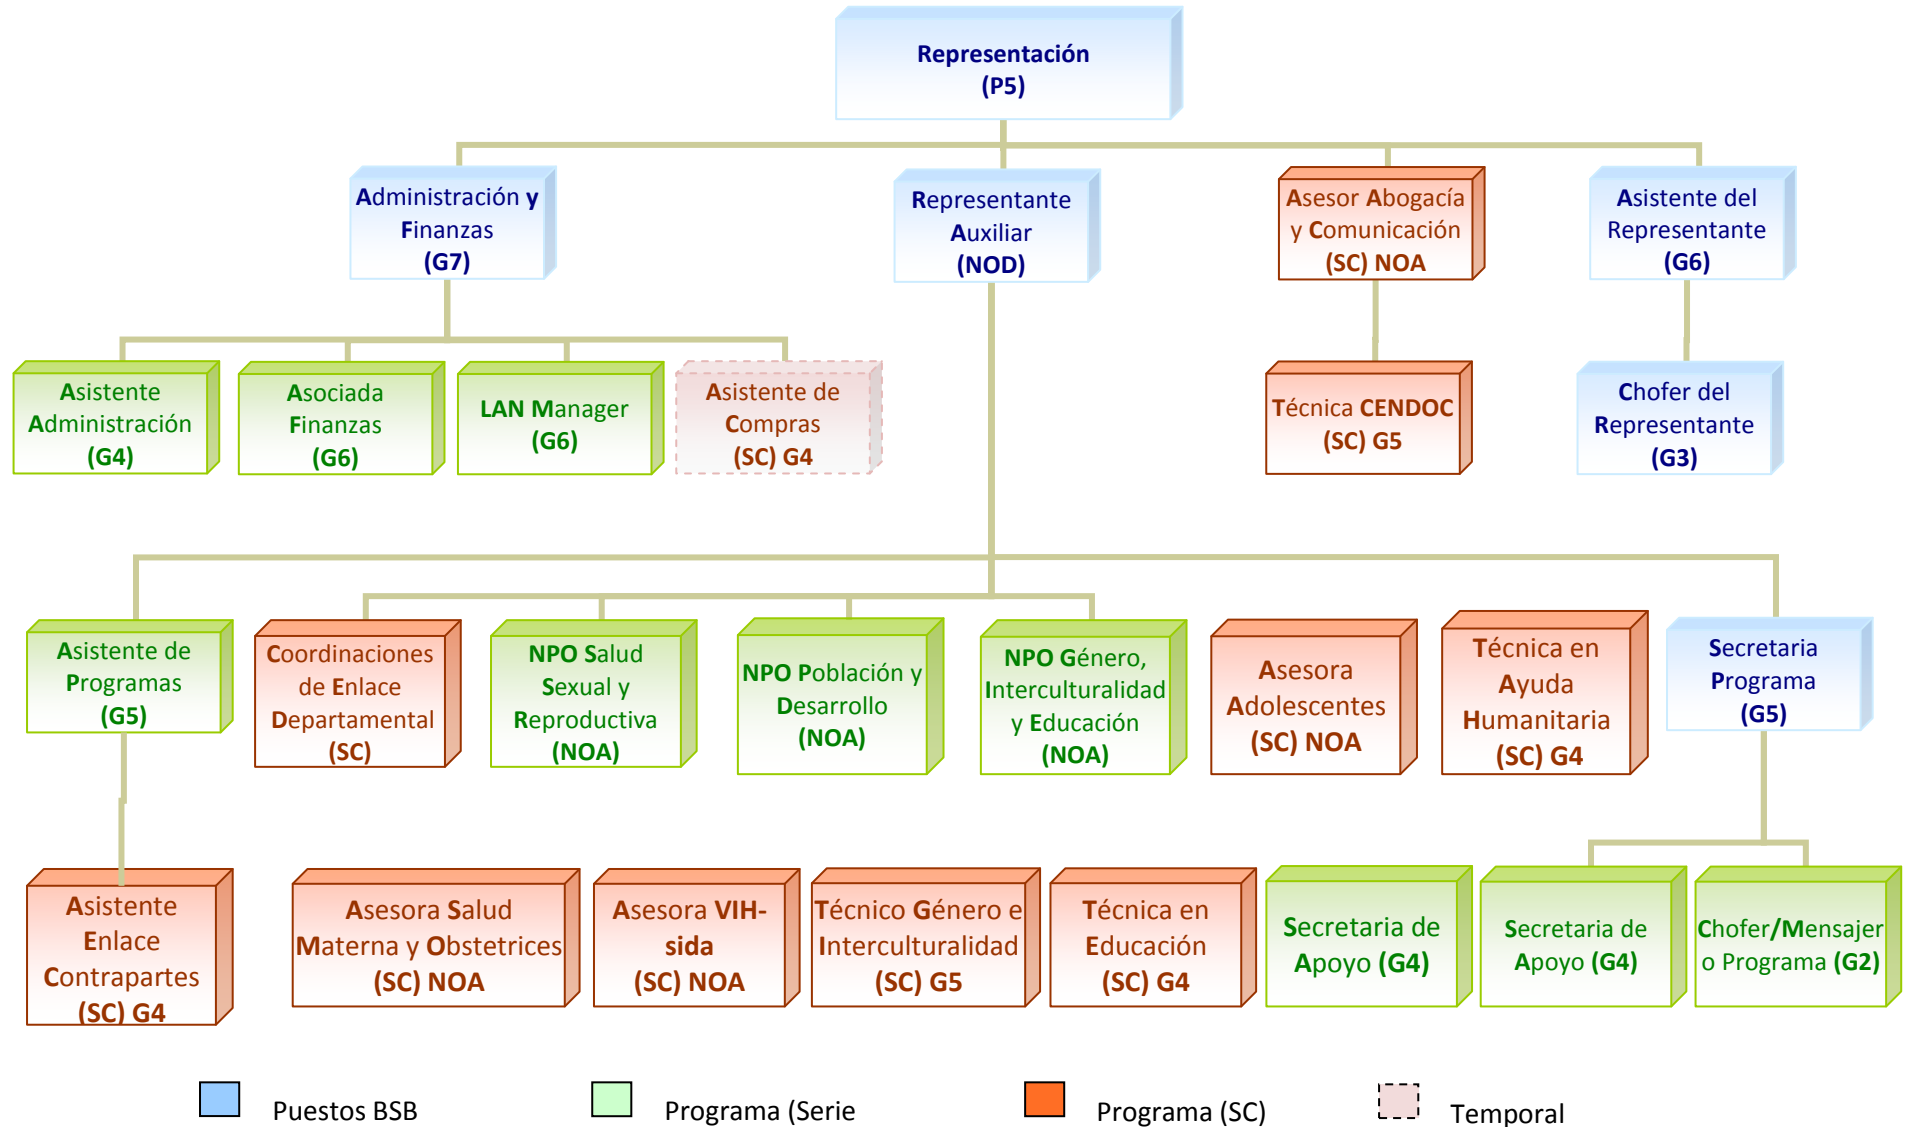 Representación
(P5)
Administración y
Finanzas
(G7)
Representante
Auxiliar
(NOD)
Asesor Abogacía
y Comunicación
(SC) NOA
Asistente del
Representante
(G6)
Asistente
Administración
(G4)
Asociada
Finanzas
(G6)
LAN Manager
(G6)
Asistente de
Compras
(SC) G4
Técnica CENDOC
(SC) G5
Chofer del
Representante
(G3)
Asistente de
Programas
(G5)
Coordinaciones
de Enlace
Departamental
(SC)
NPO Salud
Sexual y
Reproductiva
(NOA)
NPO Población y
Desarrollo
(NOA)
NPO Género,
Interculturalidad
y Educación
(NOA)
Asesora
Adolescentes
(SC) NOA
Técnica en
Ayuda
Humanitaria
(SC) G4
Secretaria
Programa
(G5)
Asistente
Enlace
Contrapartes
(SC) G4
Asesora Salud
Materna y Obstetrices
(SC) NOA
Asesora VIH-
sida
(SC) NOA
Técnico Género e
Interculturalidad
(SC) G5
Técnica en
Educación
(SC) G4
Secretaria de
Apoyo (G4)
Secretaria de
Apoyo (G4)
Chofer/Mensajer
o Programa (G2)
Puestos BSB
Programa (Serie
Programa (SC)
Temporal